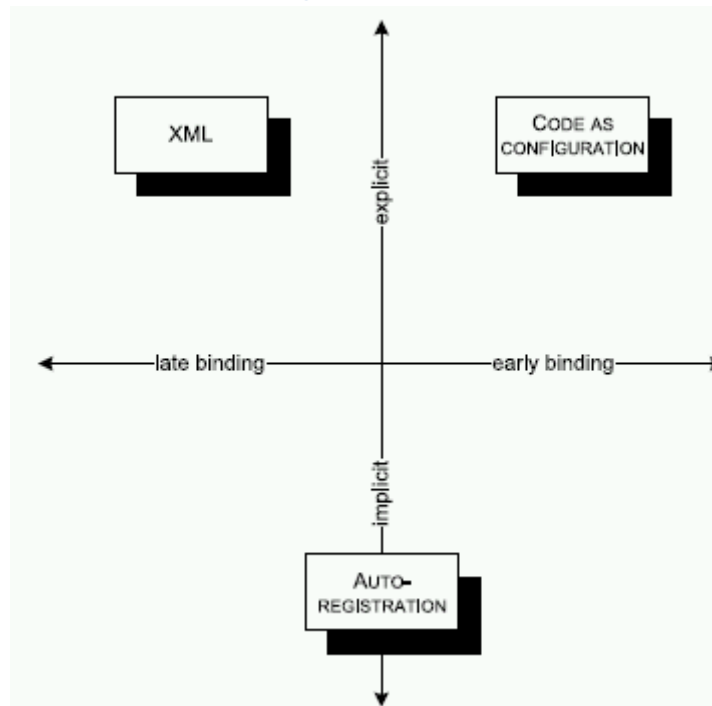 XML
CODE AS
CONFIGURATION
explicit
late binding
early binding
implicit
AUTO-
REGISTRATION